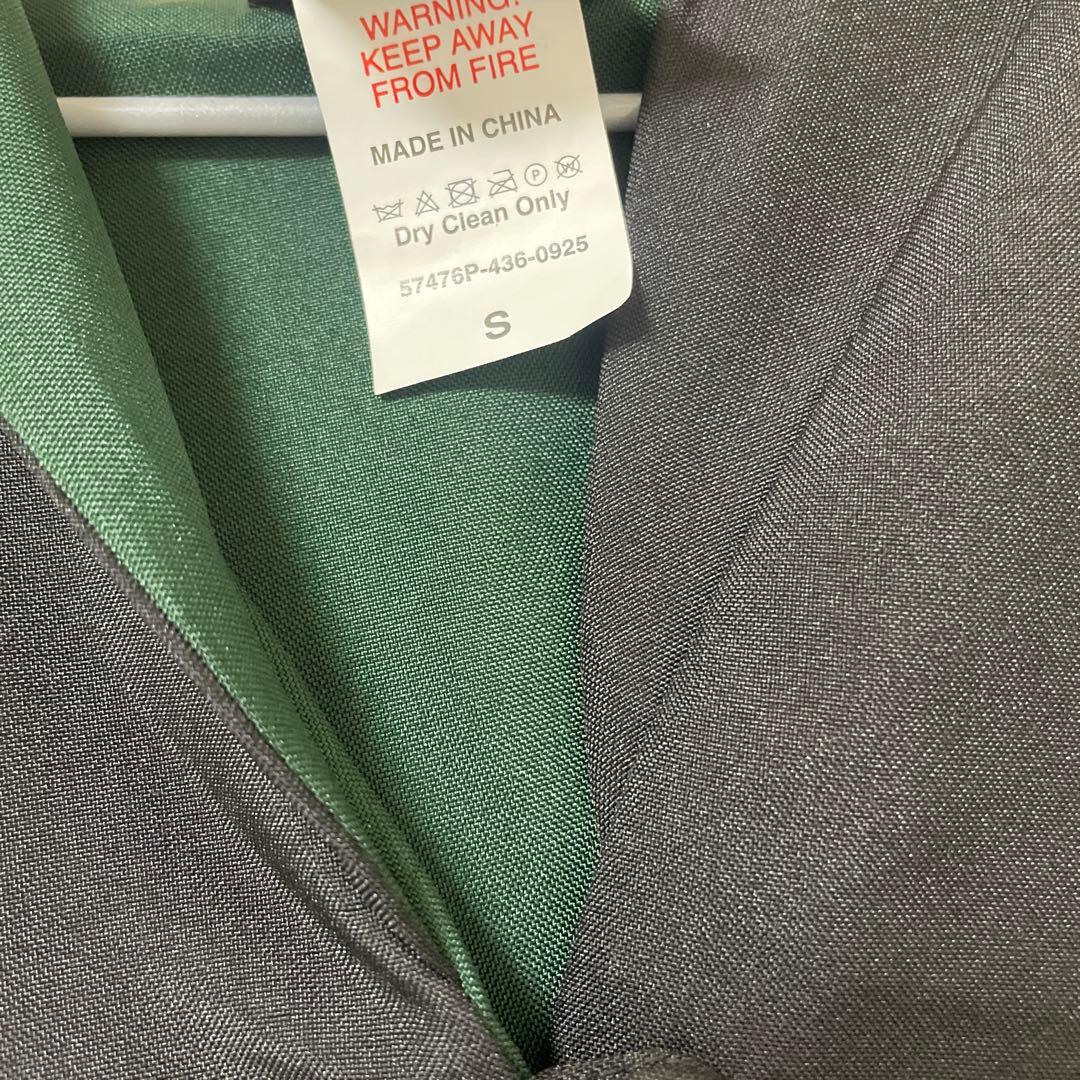 WARNING!
KEEP AWAY
FROM FIRE
MADE IN CHINA
P W
Dry Clean Only
57476P-436-0925
S